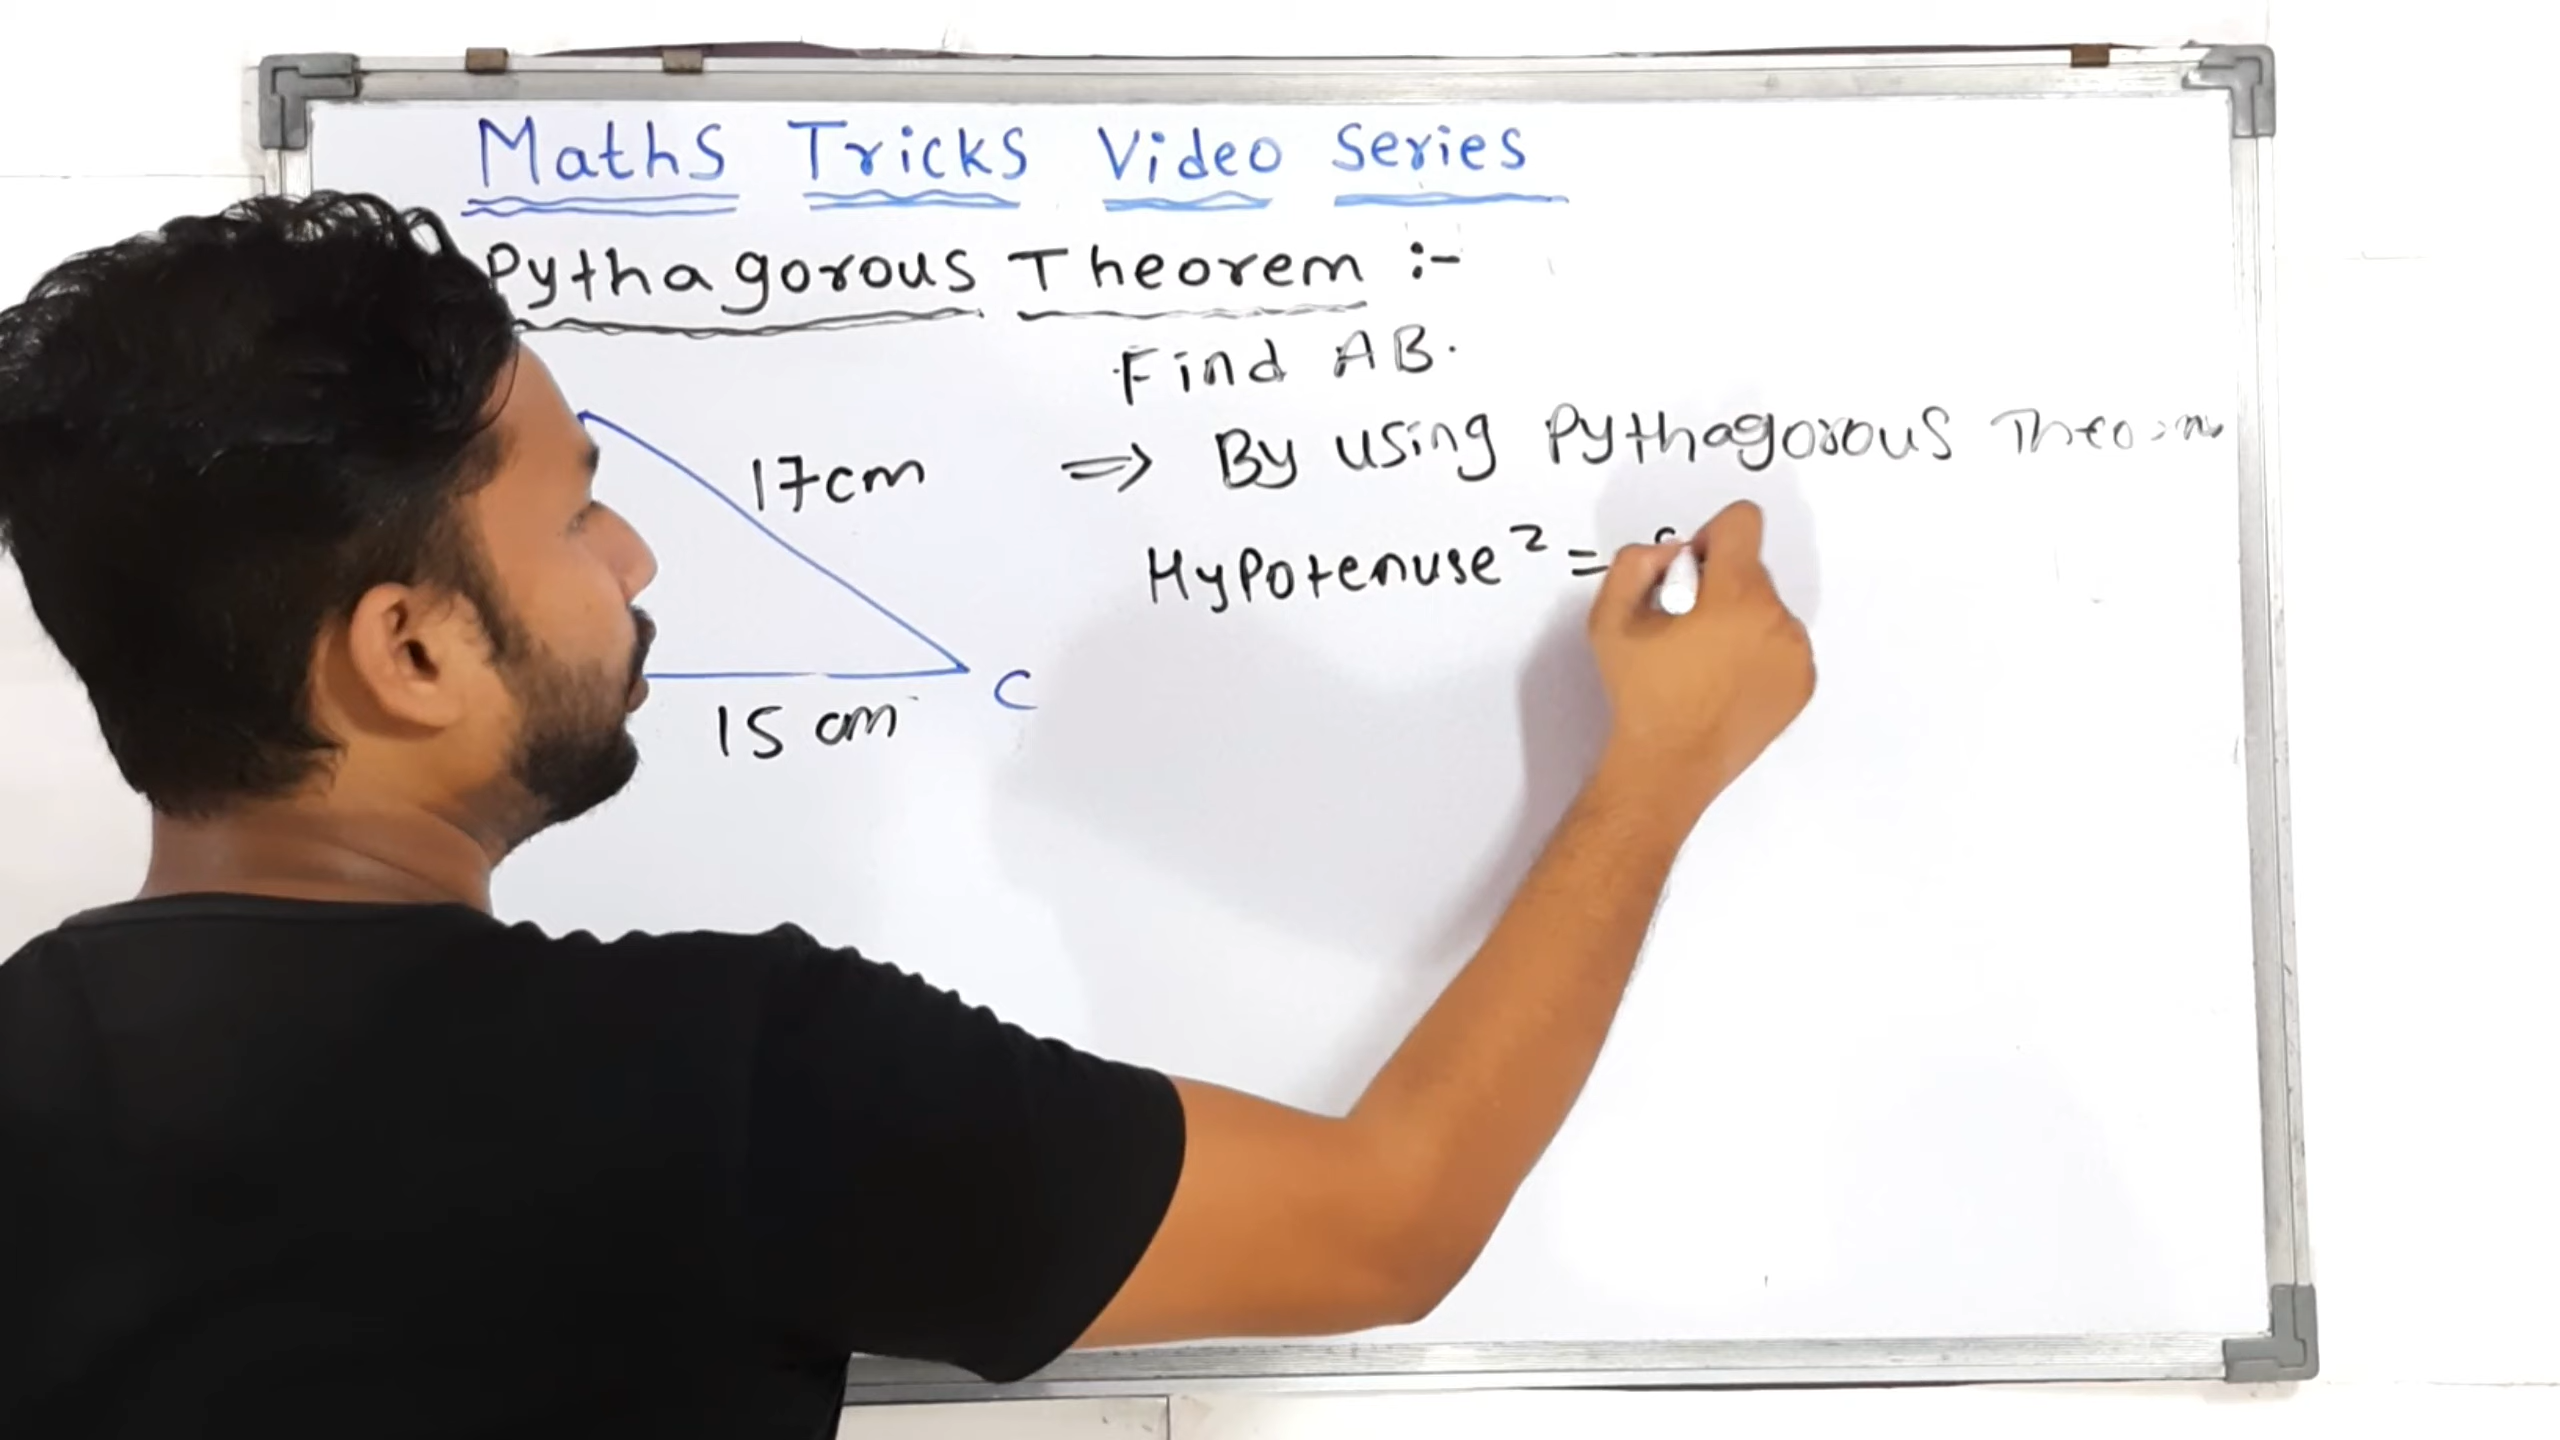 Maths Tricks Video Series
Pythagorous Theorem :-
Find AB.
17cm
⇒ By using Pythagorous
Hypotenuse² =
C
15 cm